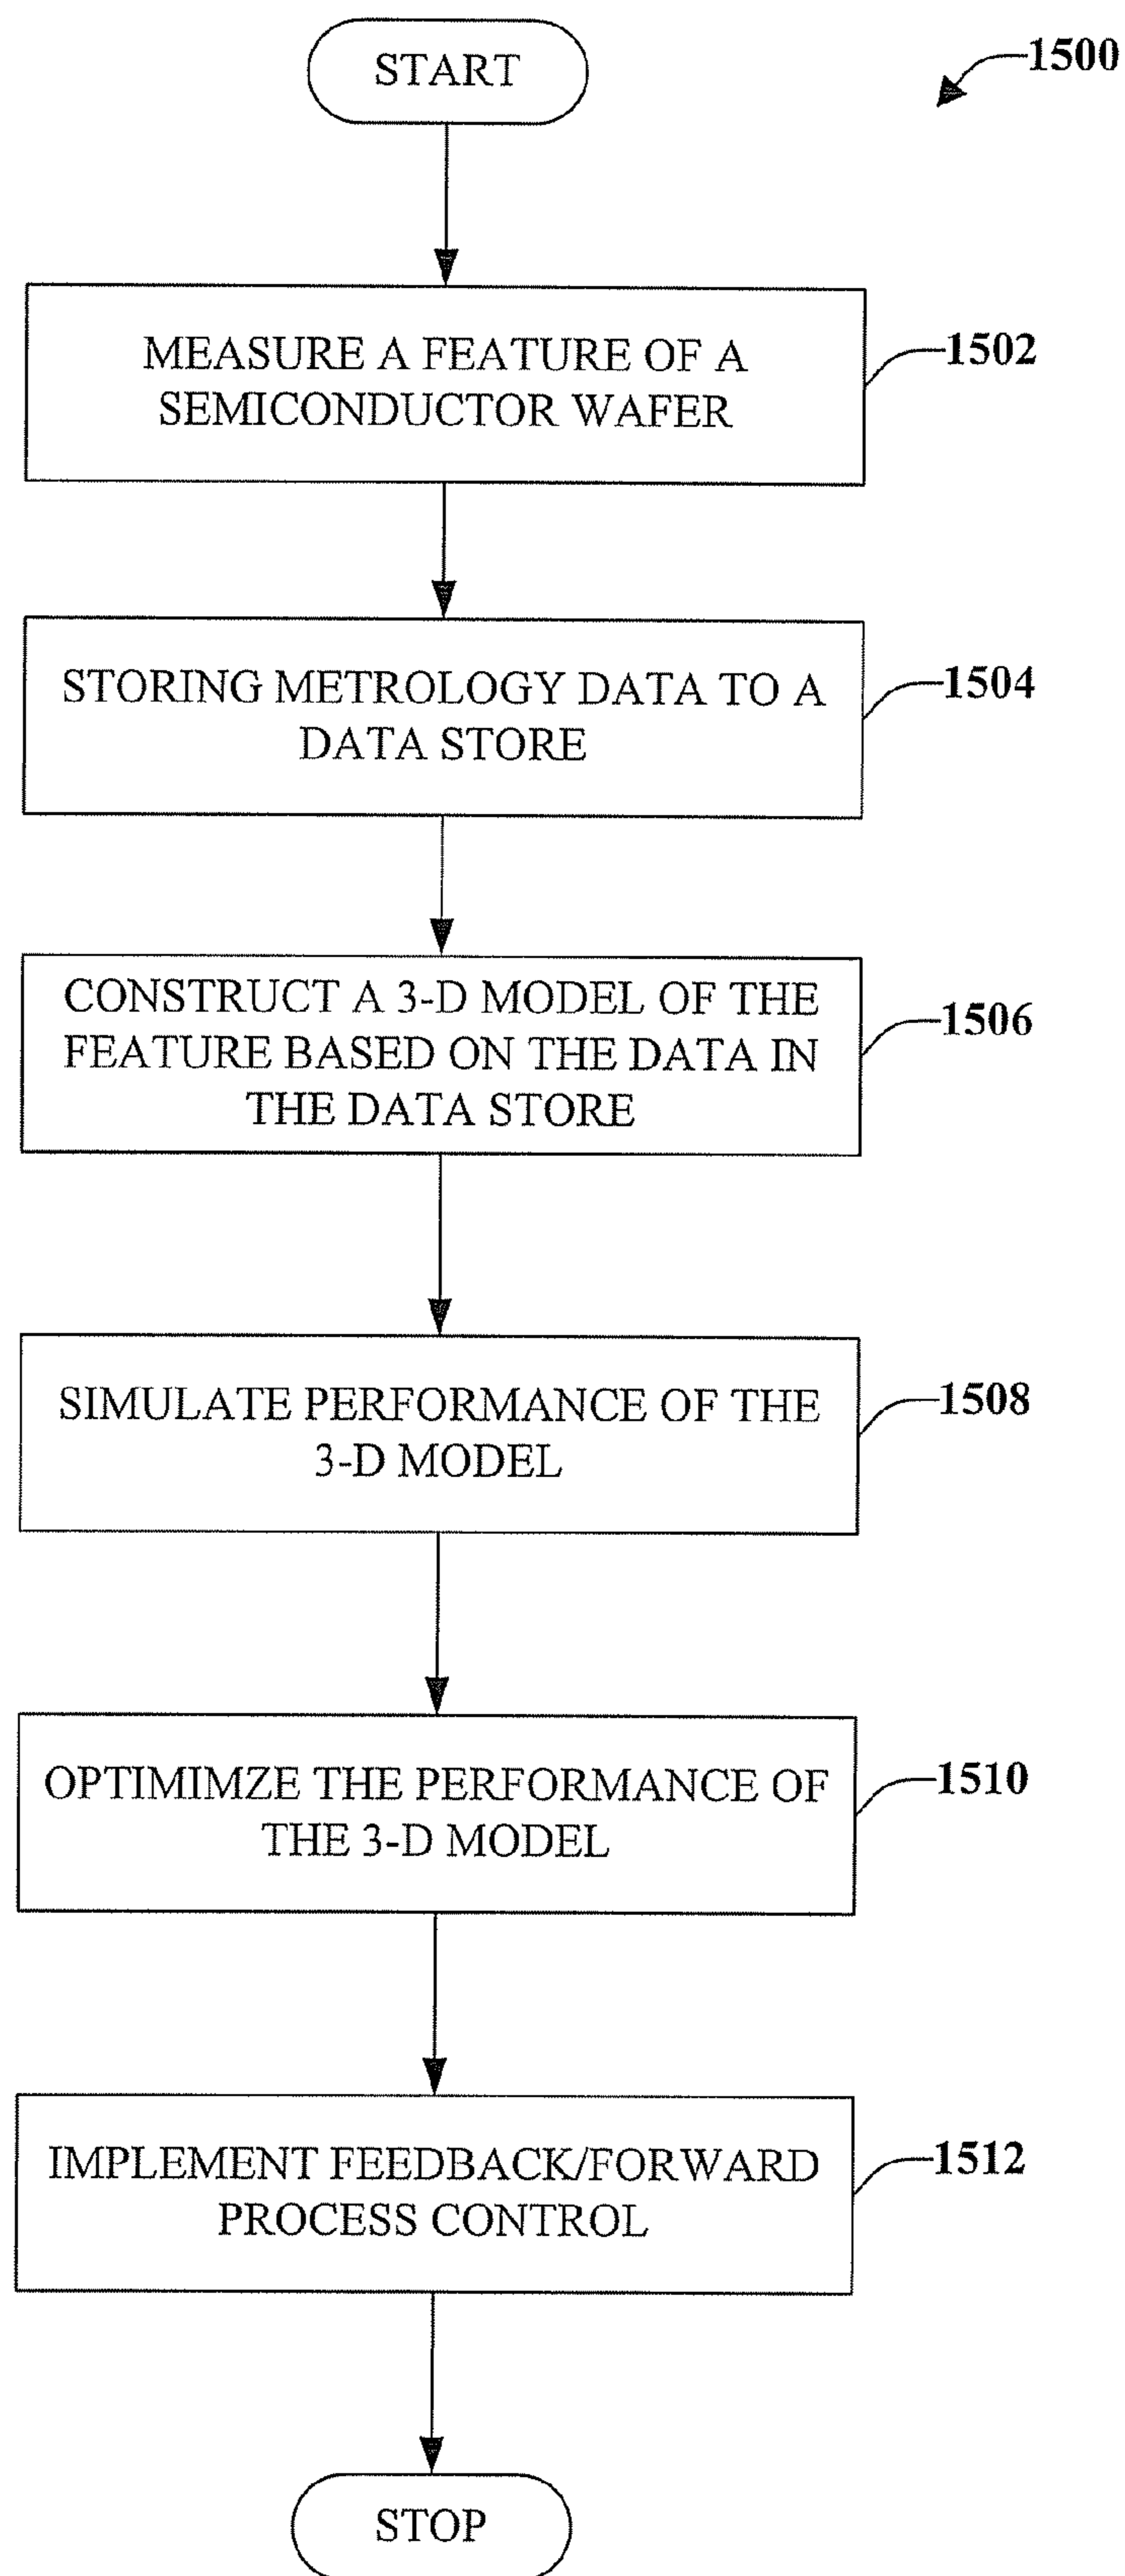 START
1500
MEASURE A FEATURE OF A
SEMICONDUCTOR WAFER
1502
STORING METROLOGY DATA TO A
DATA STORE
1504
CONSTRUCT A 3-D MODEL OF THE
FEATURE BASED ON THE DATA IN
THE DATA STORE
1506
SIMULATE PERFORMANCE OF THE
3-D MODEL
1508
OPTIMIMZE THE PERFORMANCE OF
THE 3-D MODEL
1510
IMPLEMENT FEEDBACK/FORWARD
PROCESS CONTROL
1512
STOP